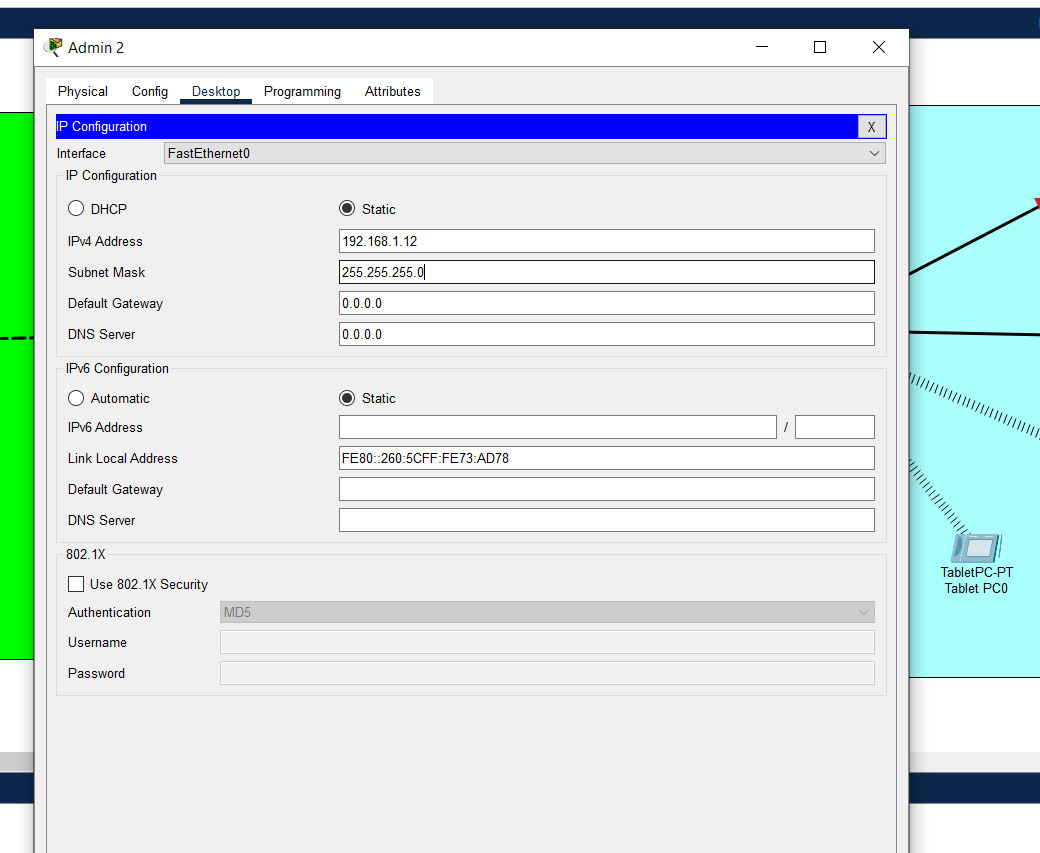 Admin 2
Physical Config Desktop Programming Attributes
IP Configuration X
Interface FastEthernet0
IP Configuration
DHCP Static
IPv4 Address 192.168.1.12
Subnet Mask 255.255.255.0
Default Gateway 0.0.0.0
DNS Server 0.0.0.0
IPv6 Configuration
Automatic Static
IPv6 Address /
Link Local Address FE80::260:5CFF:FE73:AD78
Default Gateway
DNS Server
802.1X
Use 802.1X Security
Authentication MD5
Username
Password
TabletPC-PT
Tablet PC0